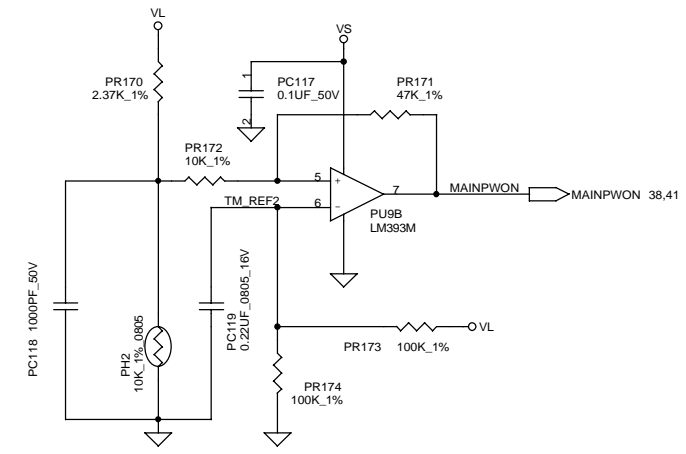 VL
VS
PR170
2.37K_1%
1
2
PC117
0.1UF_50V
PR171
47K_1%
PR172
10K_1%
5
+
6
−
7
TM_REF2
PU9B
LM393M
MAINPWON
MAINPWON 38,41
PC118 1000PF_50V
PH2
10K_1%_0805
PC119
0.22UF_0805_16V
PR173
100K_1%
VL
PR174
100K_1%